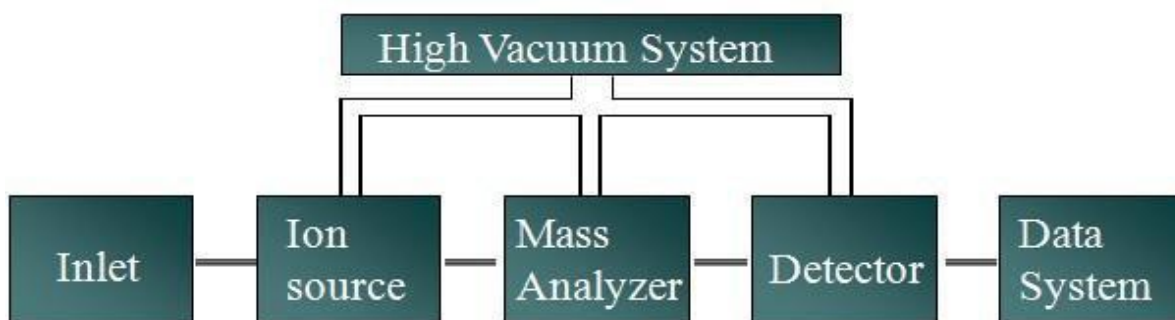 High Vacuum System
Inlet
Ion
source
Mass
Analyzer
Detector
Data
System